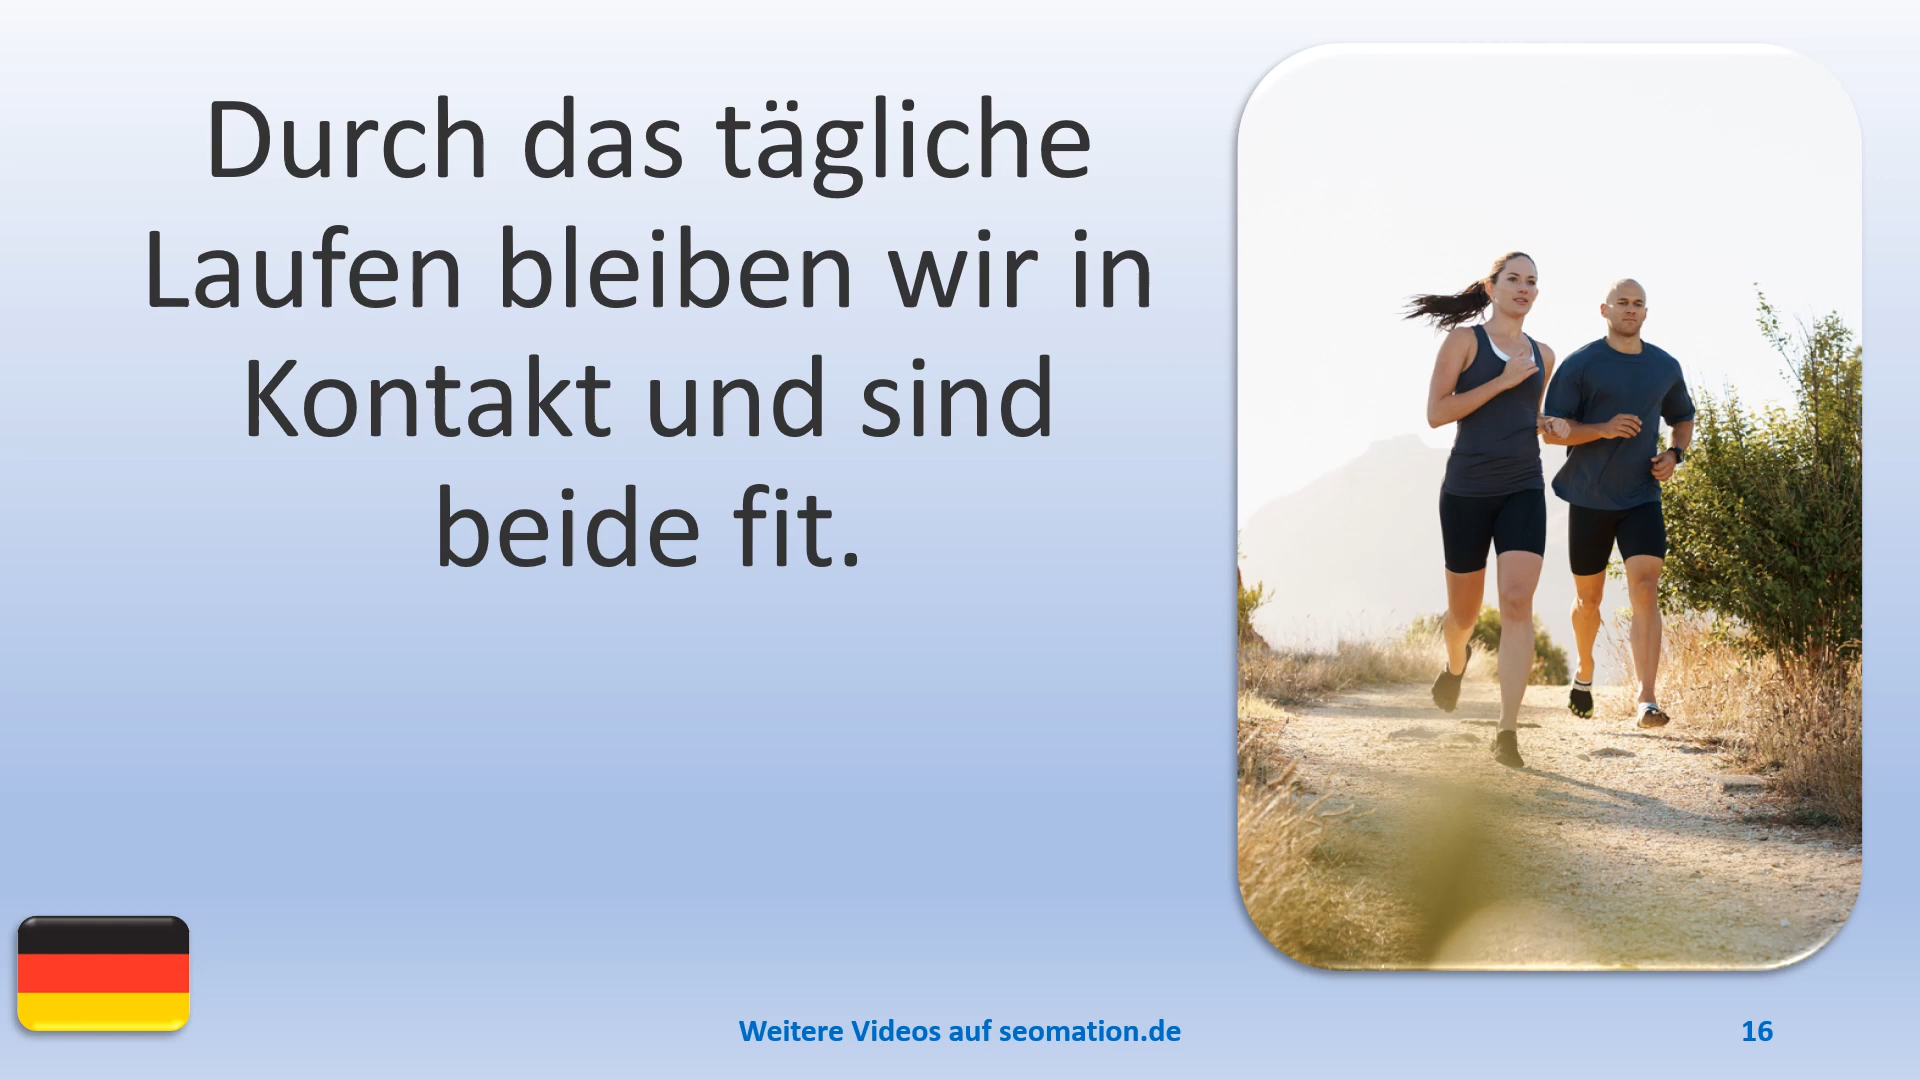 Durch das tägliche
Laufen bleiben wir in
Kontakt und sind
beide fit.
Weitere Videos auf seomation.de
16